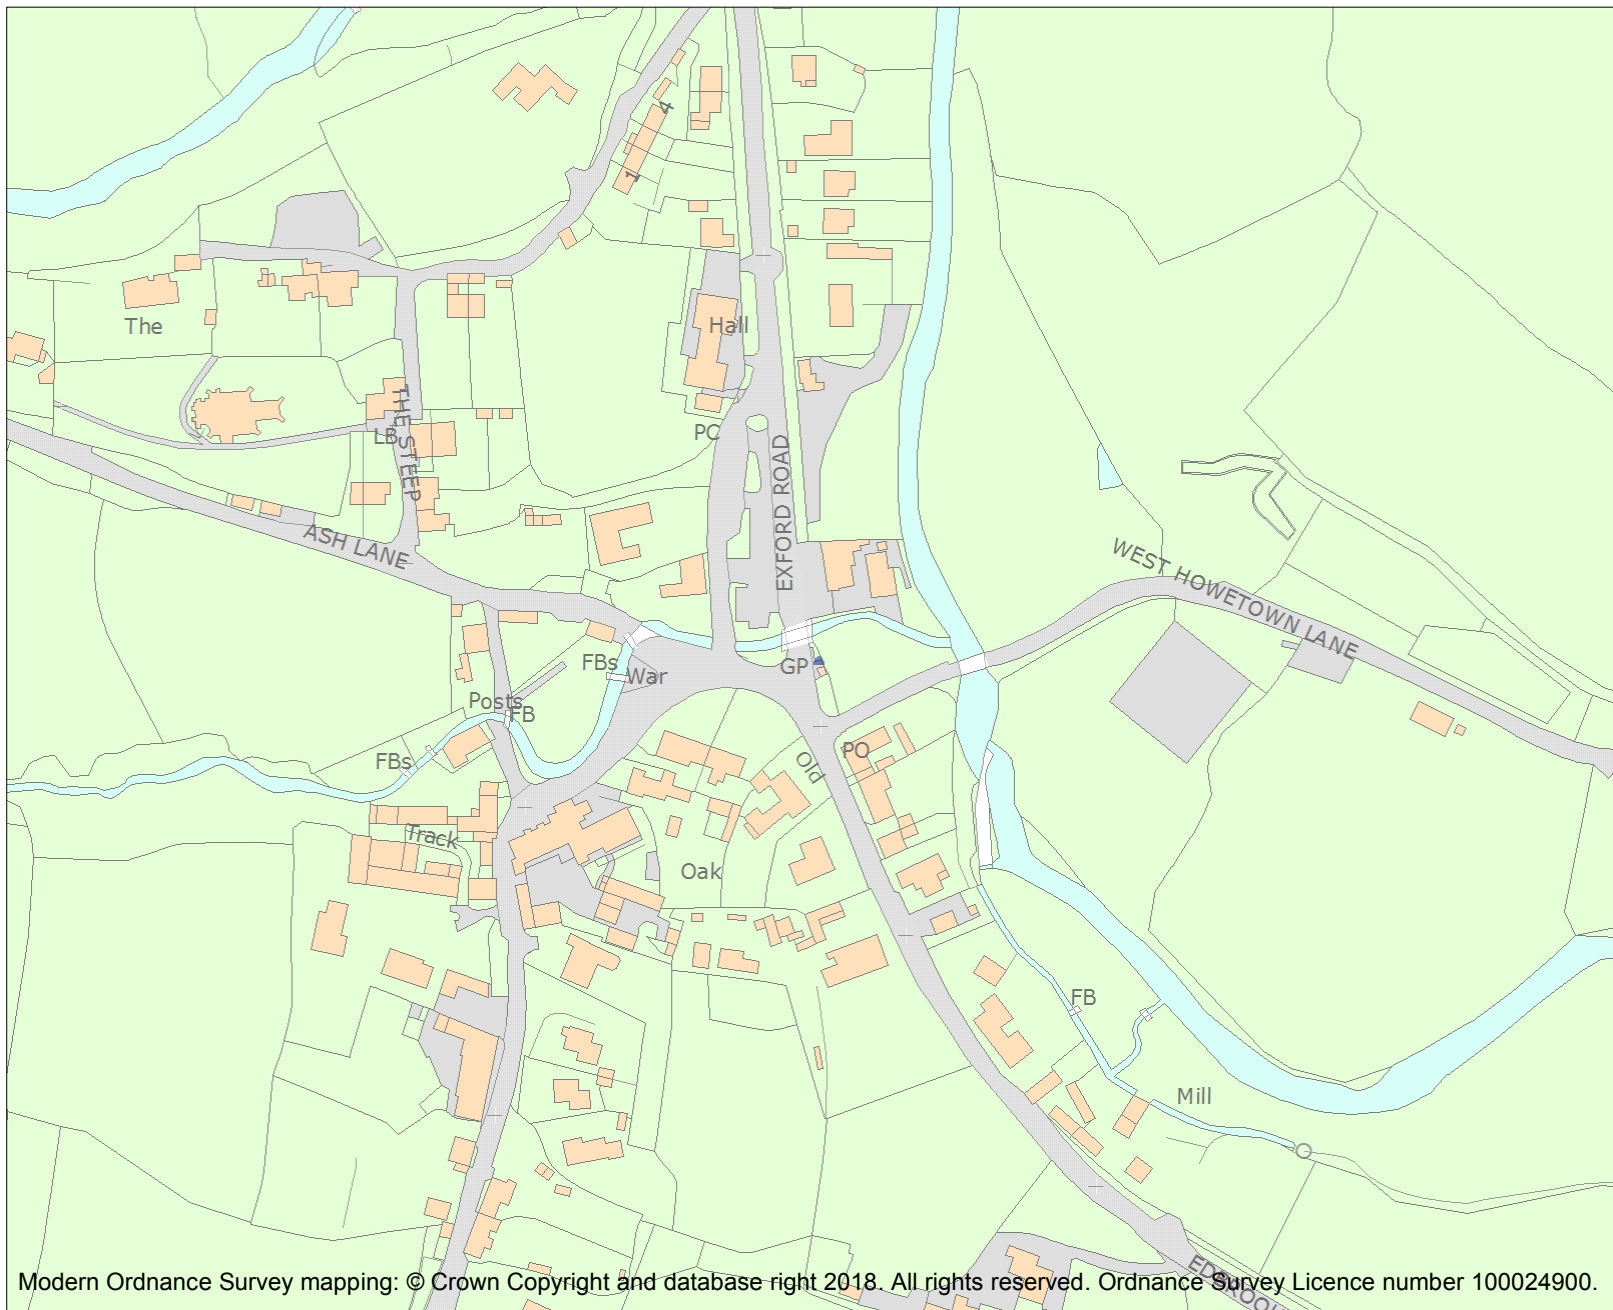 4
1
The
Hall
THE STEEP
LB
PC
EXFORD ROAD
ASH LANE
WEST HOWETOWN LANE
FBs
War
GP
Posts
FB
FBs
PO
Old
Track
Oak
FB
Mill
Modern Ordnance Survey mapping: © Crown Copyright and database right 2018. All rights reserved. Ordnance Survey Licence number 100024900.